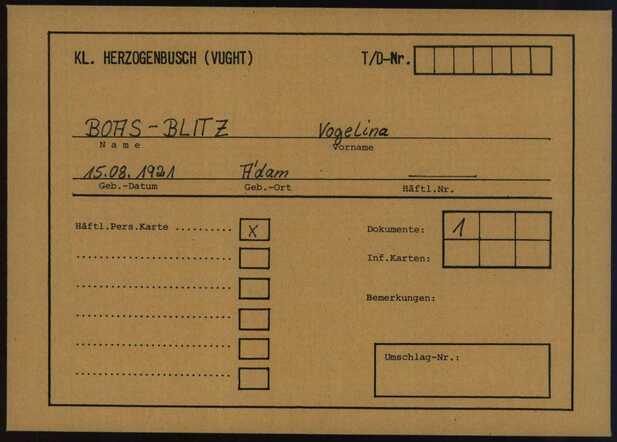 KL. HERZOGENBUSCH (VUGHT) T/D-Nr.
BOAS-BLITZ Vogelina
Name Vorname
15.08.1921 A'dam
Geb.-Datum Geb.-Ort Häftl.Nr.
Häftl.Pers.Karte .......... X
Dokumente: 1
Inf.Karten:
Bemerkungen:
Umschlag-Nr.: